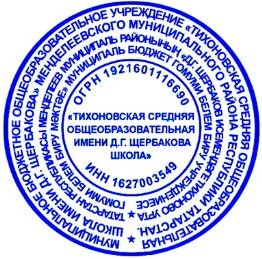 МУНИЦИПАЛЬНОЕ БЮДЖЕТНОЕ ОБЩЕОБРАЗОВАТЕЛЬНОЕ УЧРЕЖДЕНИЕ «ТИХОНОВСКАЯ СРЕДНЯЯ ОБЩЕОБРАЗОВАТЕЛЬНАЯ
ШКОЛА ИМЕНИ Д.Г. ЩЕРБАКОВА» МЕНДЕЛЕЕВСКОГО МУНИЦИПАЛЬНОГО РАЙОНА РЕСПУБЛИКИ ТАТАРСТАН
ТАТАРСТАН РЕСПУБЛИКАСЫ МЕНДЕЛЕЕВ МУНИЦИПАЛЬ РАЙОНЫНЫҢ «Д.Г. ЩЕРБАКОВ ИСЕМЕНДӘГЕ ТИХОНОВО УРТА
ГОМУМИ БЕЛЕМ БИРҮ МӘКТӘБЕ» МУНИЦИПАЛЬ БЮДЖЕТ ГОМУМИ БЕЛЕМ БИРҮ УЧРЕЖДЕНИЕСЕ
ОГРН 1921601116690
«ТИХОНОВСКАЯ СРЕДНЯЯ
ОБЩЕОБРАЗОВАТЕЛЬНАЯ
ИМЕНИ Д.Г. ЩЕРБАКОВА
ШКОЛА»
ИНН 1627003549